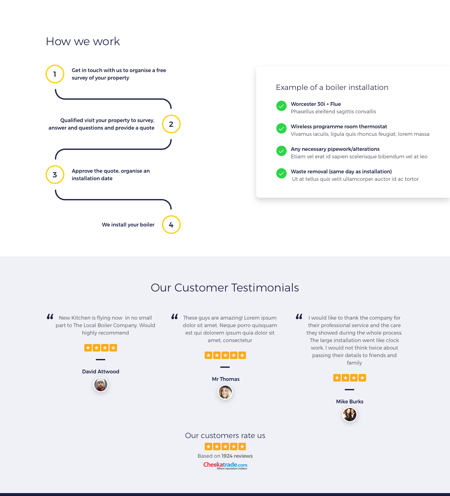 How we work
1
Get in touch with us to organise a free
survey of your property
Qualified visit your property to survey,
answer and questions and provide a quote
2
3
Approve the quote, organise an
installation date
We install your boiler
4
Example of a boiler installation
Worcester 30i + Flue
Phasellus eleifend sagittis convallis
Wireless programme room thermostat
Vivamus iaculis, ligula quis rhoncus feugiat, lorem massa
Any necessary pipework/alterations
Etiam vel erat id sapien scelerisque bibendum vel at leo
Waste removal (same day as installation)
Ut at tellus quis velit ullamcorper auctor id ac tortor
Our Customer Testimonials
“ New Kitchen is flying now in no small
part to The Local Boiler Company. Would
highly recommend
David Attwood
“ These guys are amazing! Lorem ipsum
dolor sit amet. Neque porro quisquam
est qui dolorem ipsum quia dolor sit
amet, consectetur
Mr Thomas
“ I would like to thank the company for
their professional service and the care
they showed during the whole process.
The large installation went like clock
work. I would not think twice about
passing their details to friends and
family
Mike Burks
Our customers rate us
Based on 1924 reviews
Checkatrade.com
Where reputation matters